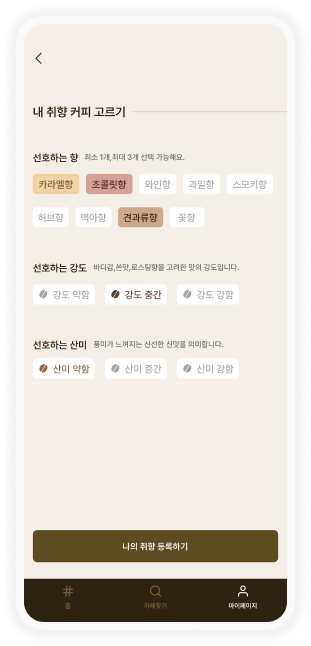 내 취향 커피 고르기
선호하는 향 최소 1개,최대 3개 선택 가능해요.
카라멜향 초콜릿향 와인향 과일향 스모키향
허브향 맥아향 견과류향 꽃향
선호하는 강도 바디감,쓴맛,로스팅향을 고려한 맛의 강도입니다.
강도 약함 강도 중간 강도 강함
선호하는 산미 풍미가 느껴지는 신선한 신맛을 의미합니다.
산미 약함 산미 중간 산미 강함
나의 취향 등록하기
홈 카페찾기 마이페이지